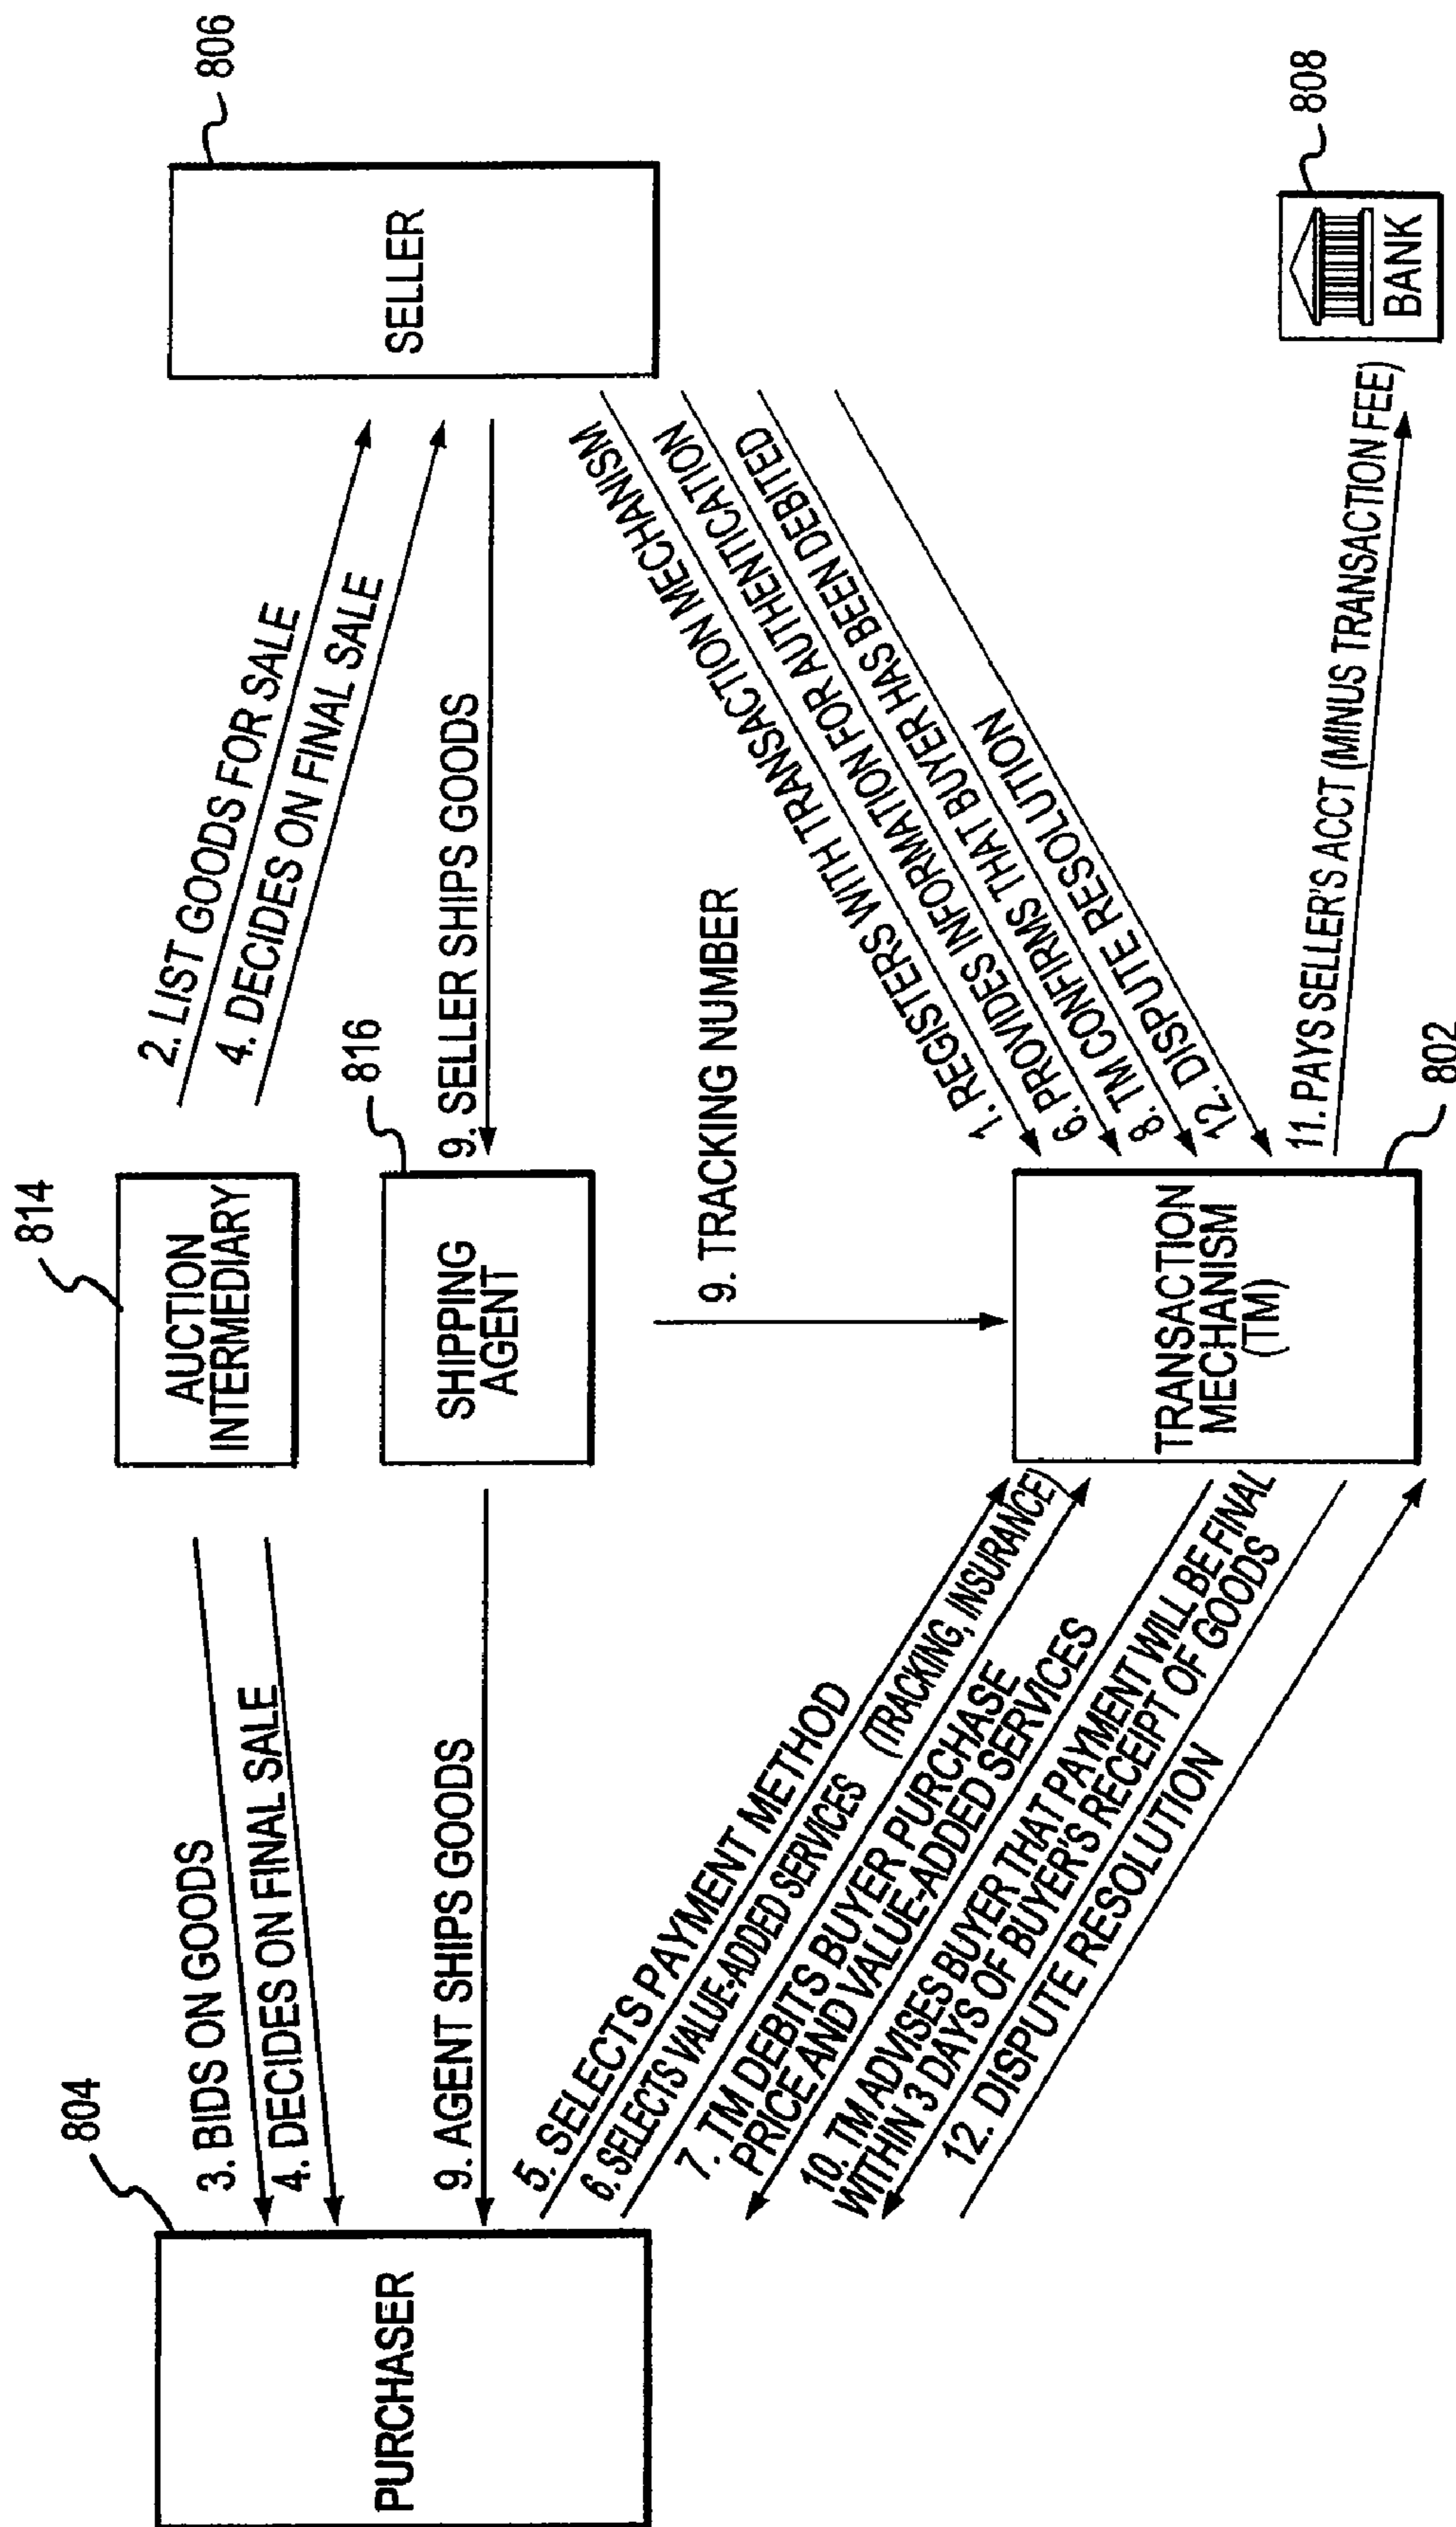 804
PURCHASER
3. BIDS ON GOODS
4. DECIDES ON FINAL SALE
9. AGENT SHIPS GOODS
814
AUCTION
INTERMEDIARY
816
SHIPPING
AGENT
2. LIST GOODS FOR SALE
4. DECIDES ON FINAL SALE
9. SELLER SHIPS GOODS
806
SELLER
9. TRACKING NUMBER
5. SELECTS PAYMENT METHOD
6. SELECTS VALUE-ADDED SERVICES (TRACKING, INSURANCE)
7. TM DEBITS BUYER PURCHASE
PRICE AND VALUE-ADDED SERVICES
10. TM ADVISES BUYER THAT PAYMENT WILL BE FINAL
WITHIN 3 DAYS OF BUYER'S RECEIPT OF GOODS
12. DISPUTE RESOLUTION
TRANSACTION
MECHANISM
(TM)
802
1. REGISTERS WITH TRANSACTION MECHANISM
6. PROVIDES INFORMATION FOR AUTHENTICATION
8. TM CONFIRMS THAT BUYER HAS BEEN DEBITED
12. DISPUTE RESOLUTION
11. PAYS SELLER'S ACCT (MINUS TRANSACTION FEE)
808
BANK